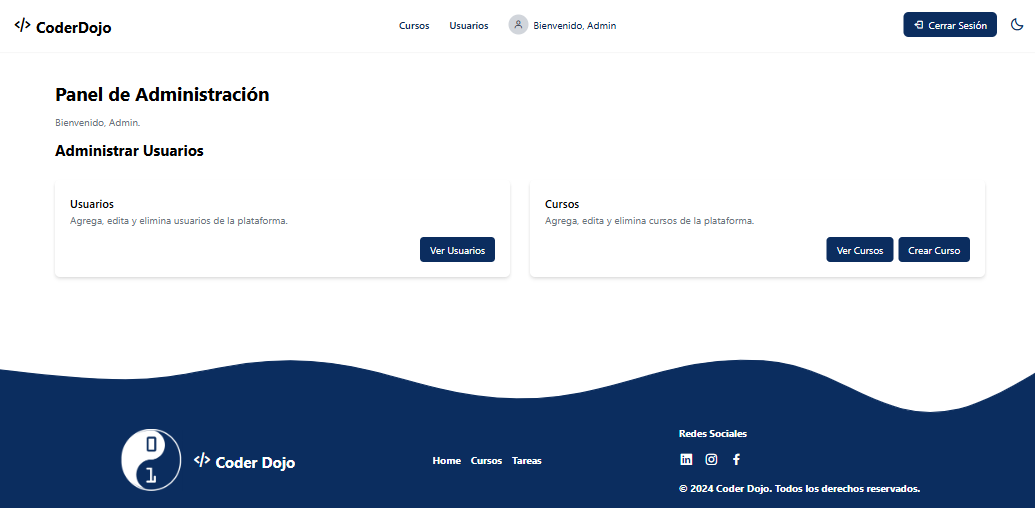 </> CoderDojo
Cursos Usuarios Bienvenido, Admin
Cerrar Sesión
Panel de Administración
Bienvenido, Admin.
Administrar Usuarios
Usuarios
Agrega, edita y elimina usuarios de la plataforma.
Ver Usuarios
Cursos
Agrega, edita y elimina cursos de la plataforma.
Ver Cursos Crear Curso
0
1
</> Coder Dojo
Home Cursos Tareas
Redes Sociales
in
f
© 2024 Coder Dojo. Todos los derechos reservados.